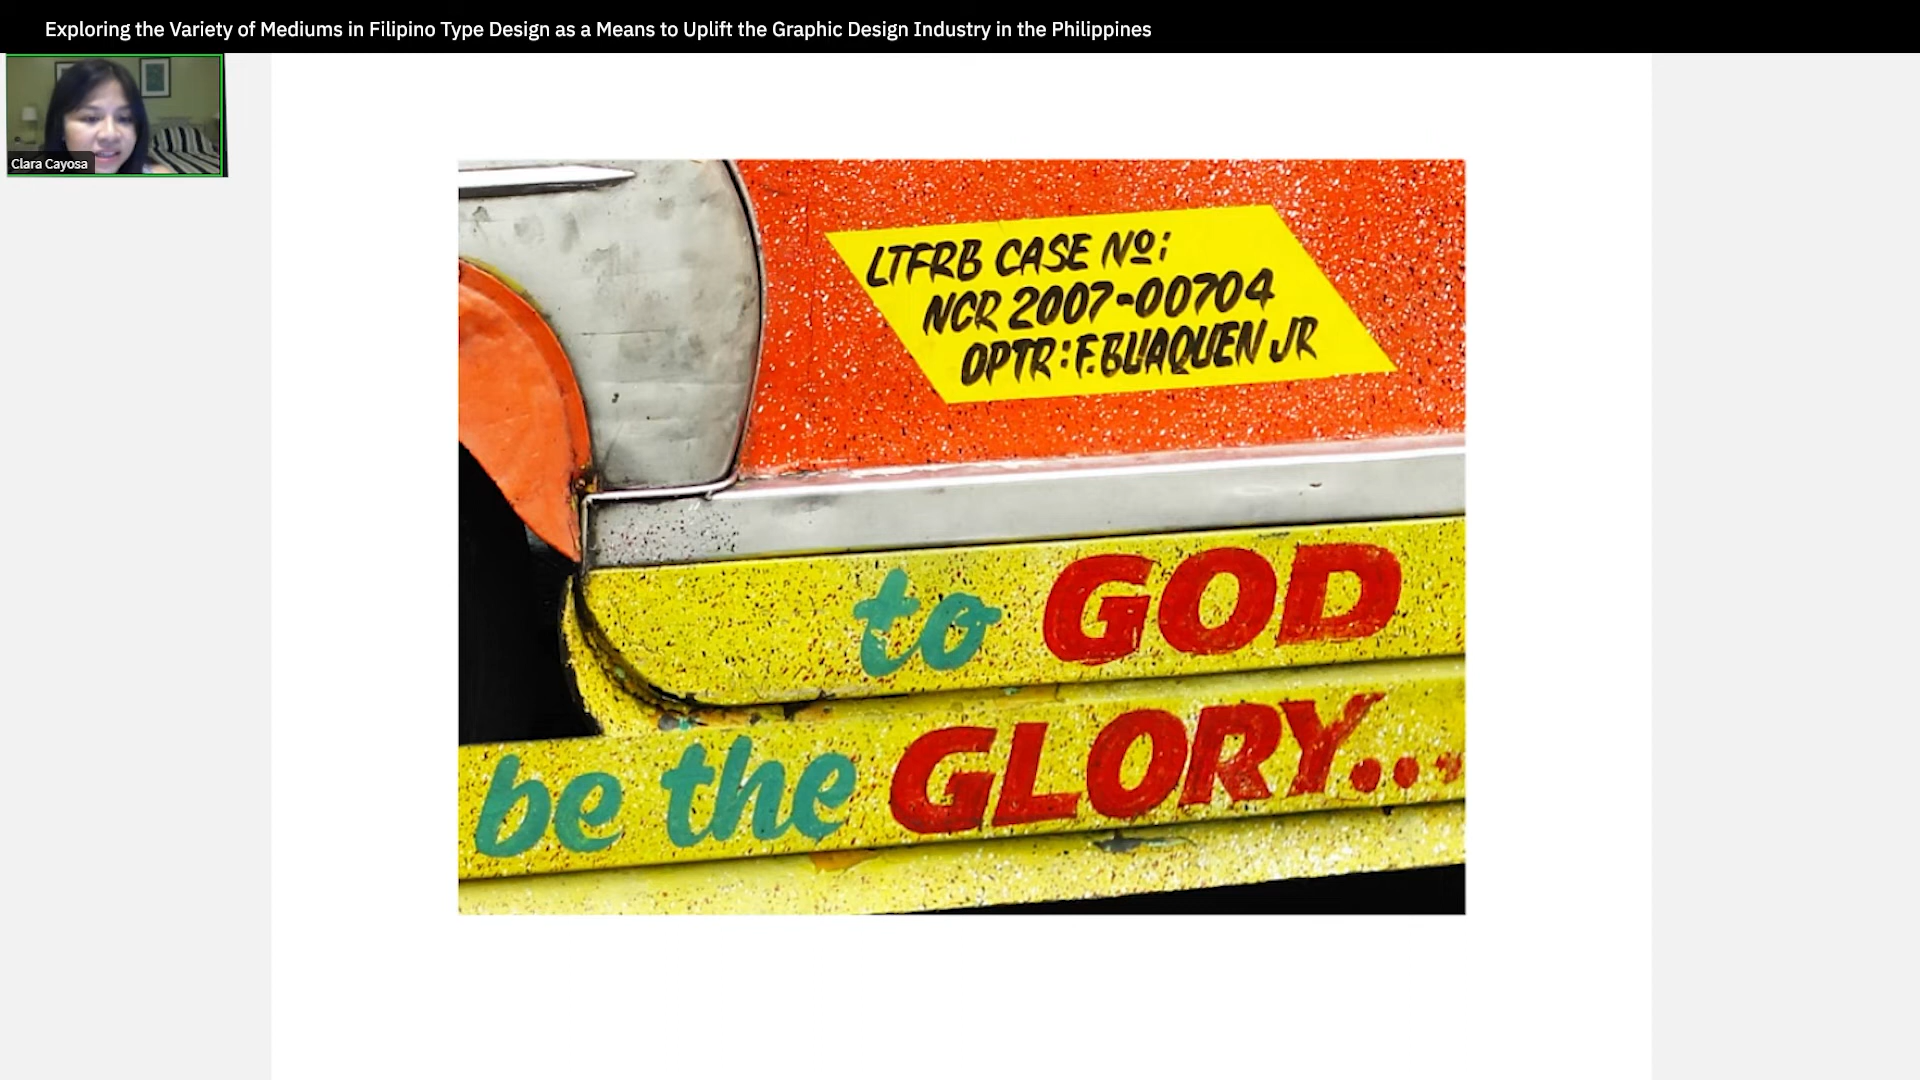 Exploring the Variety of Mediums in Filipino Type Design as a Means to Uplift the Graphic Design Industry in the Philippines
Clara Cayosa
LTFRB CASE Nº:
NCR 2007-00704
OPTR: F. BUAQUEN JR
to GOD
be the GLORY...